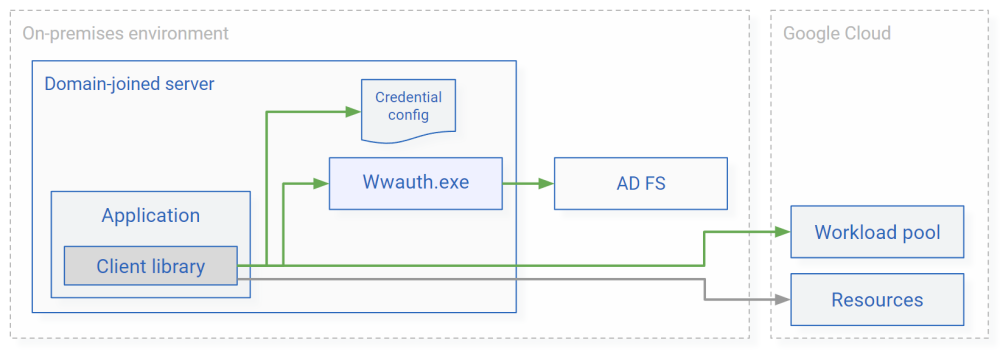 On-premises environment
Google Cloud
Domain-joined server
Credential
config
Wwauth.exe
AD FS
Application
Client library
Workload pool
Resources